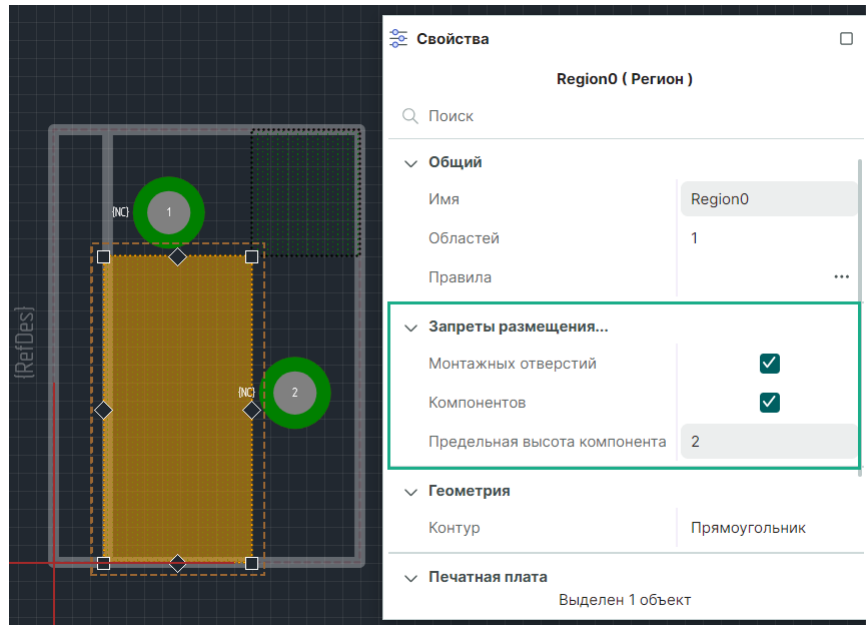 {NC}
1
{NC}
2
{RefDes}
Свойства
Region0 ( Регион )
Поиск
Общий
Имя Region0
Областей 1
Правила ...
Запреты размещения...
Монтажных отверстий
Компонентов
Предельная высота компонента 2
Геометрия
Контур Прямоугольник
Печатная плата
Выделен 1 объект